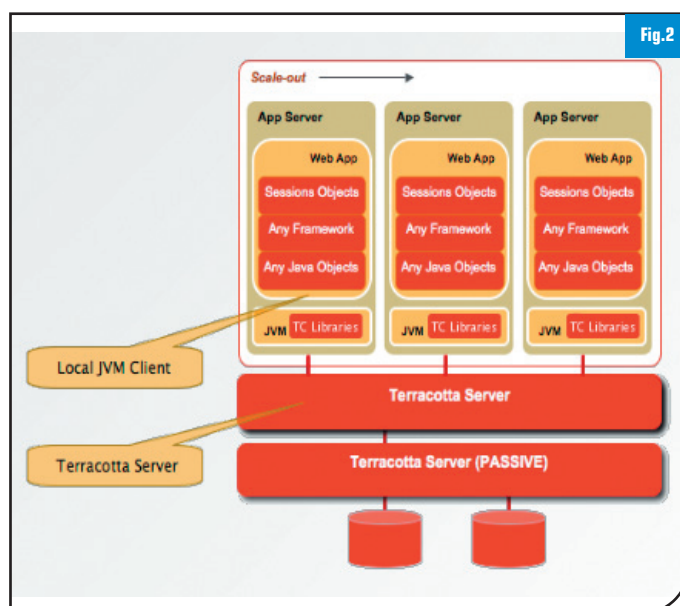 Fig.2
Scale-out
App Server
Web App
Sessions Objects
Any Framework
Any Java Objects
JVM TC Libraries
App Server
Web App
Sessions Objects
Any Framework
Any Java Objects
JVM TC Libraries
App Server
Web App
Sessions Objects
Any Framework
Any Java Objects
JVM TC Libraries
Local JVM Client
Terracotta Server
Terracotta Server
Terracotta Server (PASSIVE)